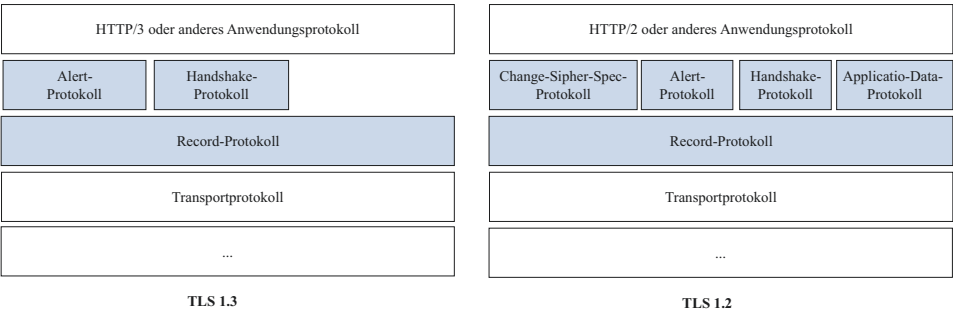 HTTP/3 oder anderes Anwendungsprotokoll
Alert-
Protokoll
Handshake-
Protokoll
Record-Protokoll
Transportprotokoll
...
TLS 1.3
HTTP/2 oder anderes Anwendungsprotokoll
Change-Sipher-Spec-
Protokoll
Alert-
Protokoll
Handshake-
Protokoll
Applicatio-Data-
Protokoll
Record-Protokoll
Transportprotokoll
...
TLS 1.2